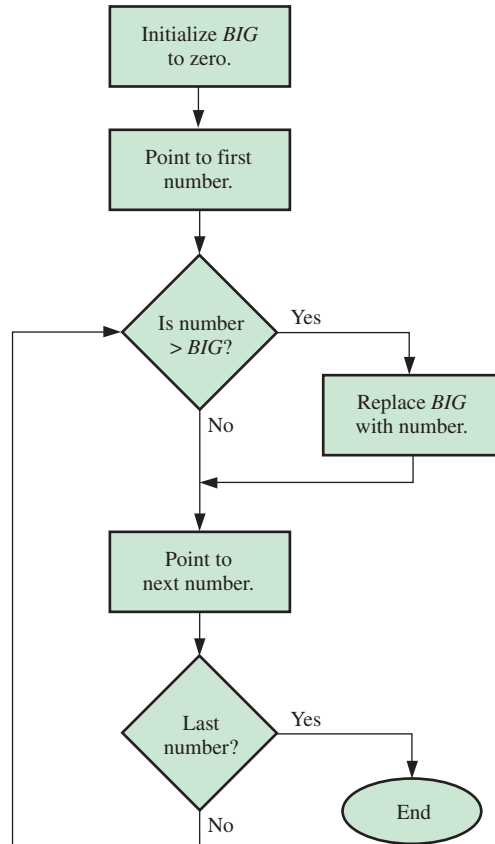 Initialize BIG
to zero.
Point to first
number.
Is number
> BIG?
Yes
Replace BIG
with number.
No
Point to
next number.
Last
number?
Yes
End
No